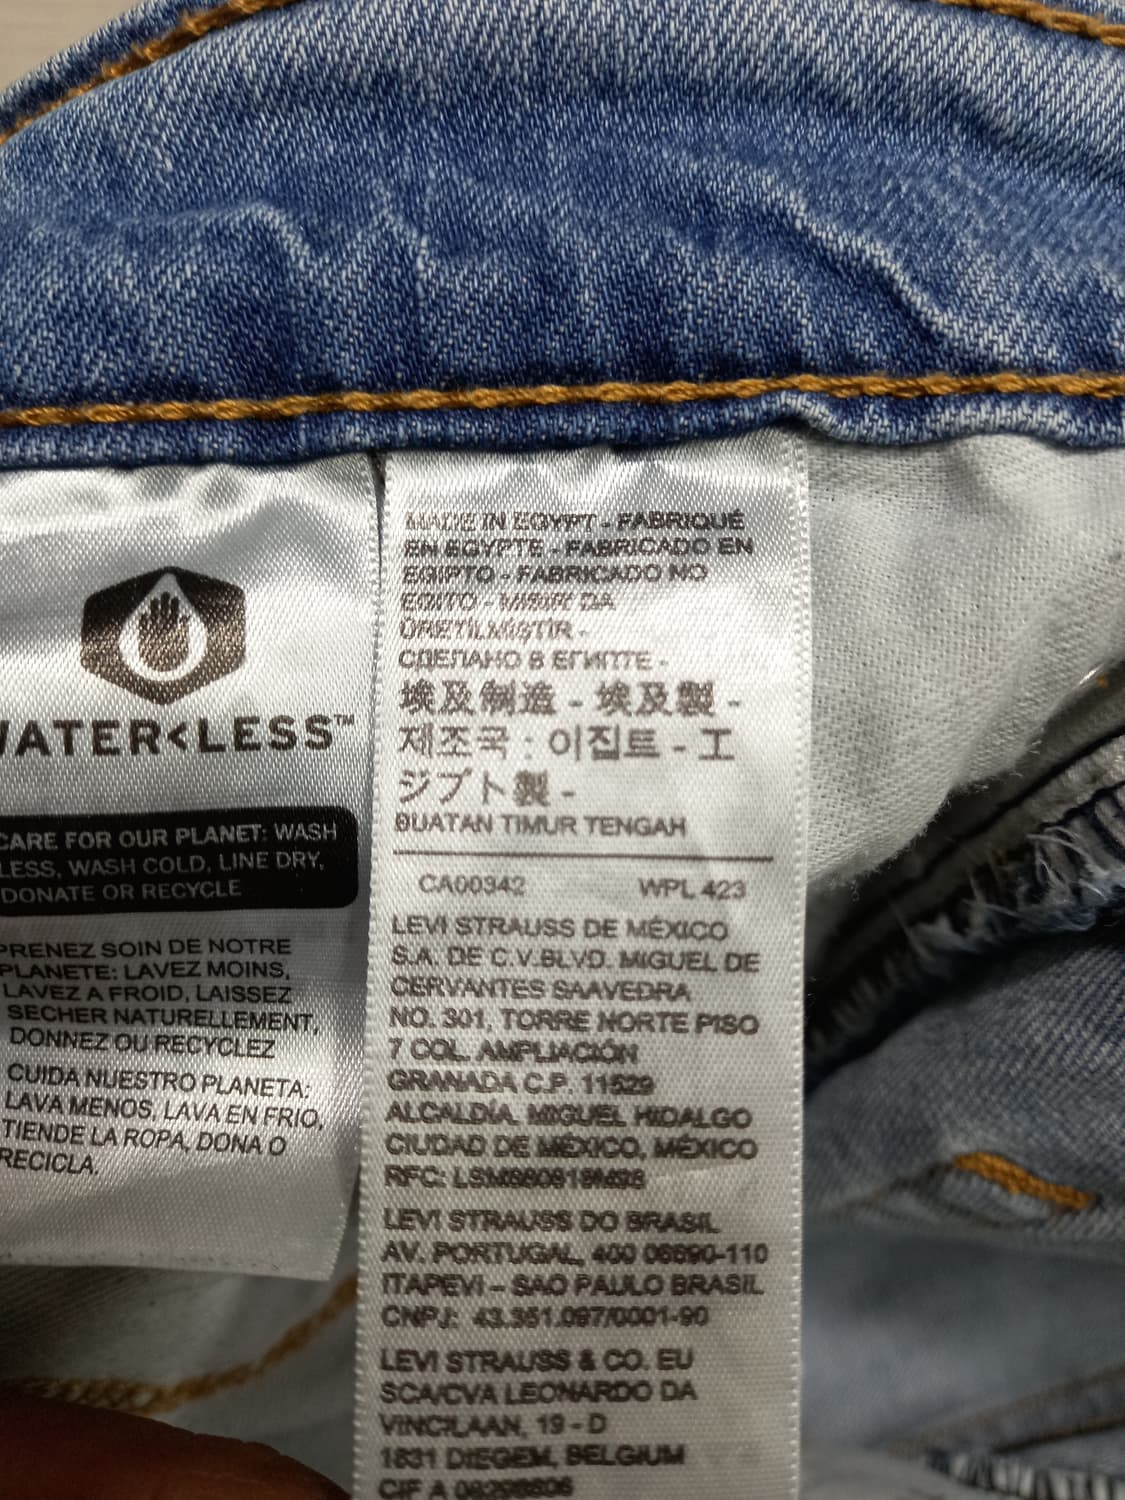 WATER<LESS™
CARE FOR OUR PLANET: WASH
LESS, WASH COLD, LINE DRY,
DONATE OR RECYCLE
PRENEZ SOIN DE NOTRE
PLANETE: LAVEZ MOINS,
LAVEZ A FROID, LAISSEZ
SECHER NATURELLEMENT,
DONNEZ OU RECYCLEZ
CUIDA NUESTRO PLANETA:
LAVA MENOS, LAVA EN FRIO,
TIENDE LA ROPA, DONA O
RECICLA.
MADE IN EGYPT - FABRIQUÉ
EN EGYPTE - FABRICADO EN
EGIPTO - FABRICADO NO
EGITO - MISIR' DA
ÜRETİLMİŞTİR -
СДЕЛАНО В ЕГИПТЕ -
埃及制造 - 埃及製 -
제조국 : 이집트 - エ
ジプト製 -
BUATAN TIMUR TENGAH
CA00342 WPL 423
LEVI STRAUSS DE MÉXICO
S.A. DE C.V.BLVD. MIGUEL DE
CERVANTES SAAVEDRA
NO. 301, TORRE NORTE PISO
7 COL. AMPLIACIÓN
GRANADA C.P. 11529
ALCALDÍA. MIGUEL HIDALGO
CIUDAD DE MÉXICO, MÉXICO
RFC:
LEVI STRAUSS DO BRASIL
AV. PORTUGAL, 400 06690-110
ITAPEVI – SAO PAULO BRASIL
CNPJ: 43.351.097/0001-90
LEVI STRAUSS & CO. EU
SCA/CVA LEONARDO DA
VINCILAAN, 19 - D
1831 DIEGEM, BELGIUM
CIF A